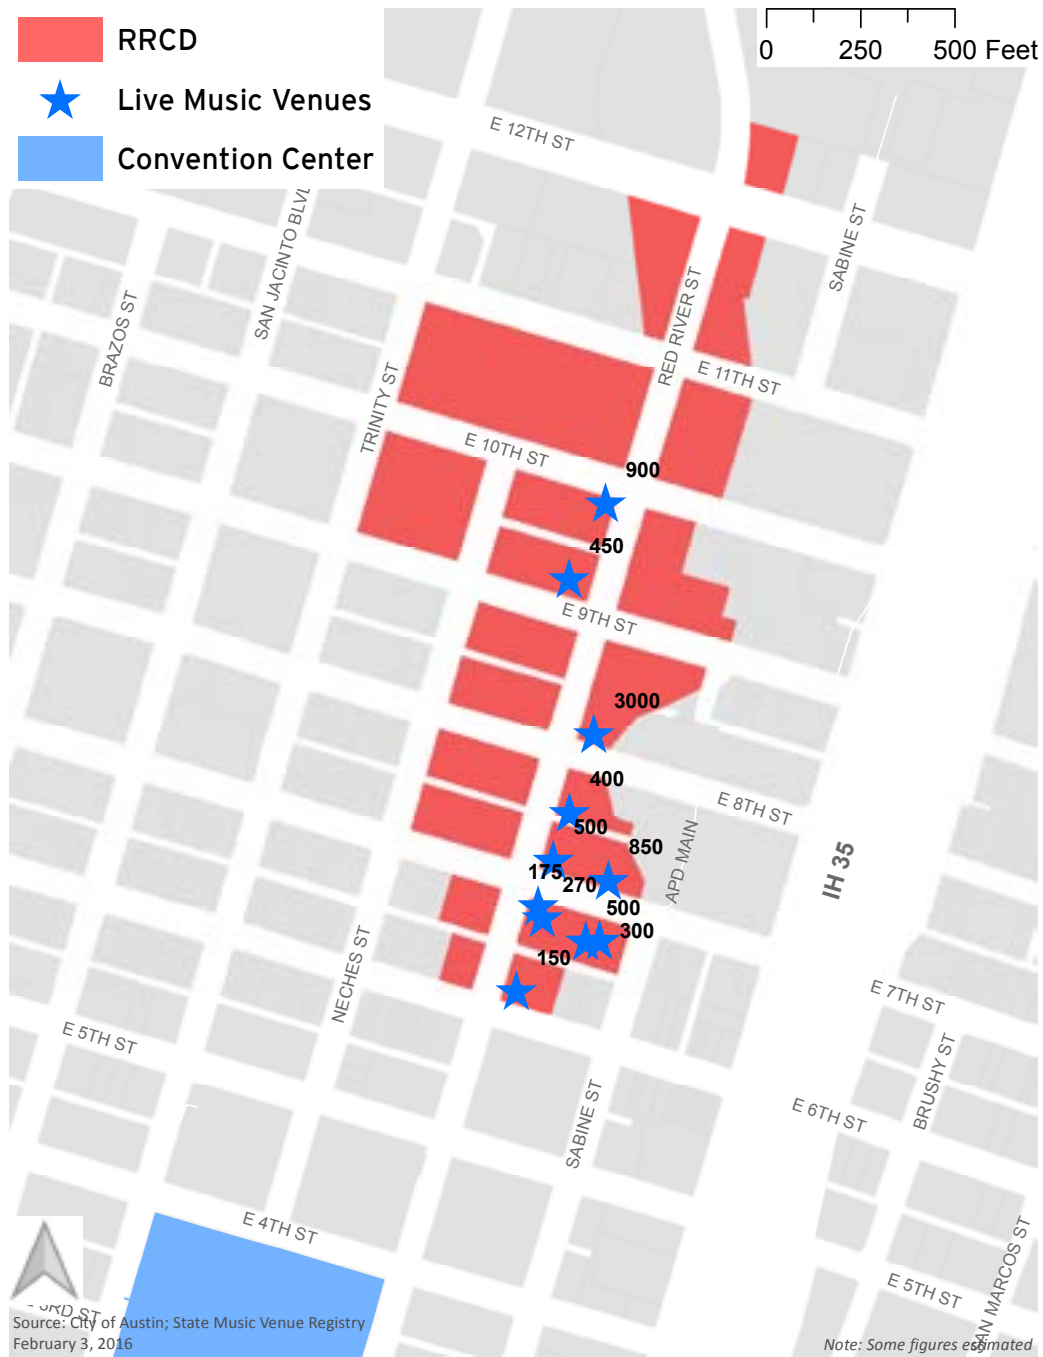 RRCD
Live Music Venues
Convention Center
0 250 500 Feet
E 12TH ST
SAN JACINTO BLVD
SABINE ST
BRAZOS ST
RED RIVER ST
TRINITY ST
E 11TH ST
E 10TH ST
900
450
E 9TH ST
3000
400
E 8TH ST
500
850
APD MAIN
175
270
IH 35
500
300
150
NECHES ST
E 7TH ST
E 5TH ST
BRUSHY ST
SABINE ST
E 6TH ST
E 4TH ST
SAN MARCOS ST
E 5TH ST
E 3RD ST
Source: City of Austin; State Music Venue Registry
February 3, 2016
Note: Some figures estimated